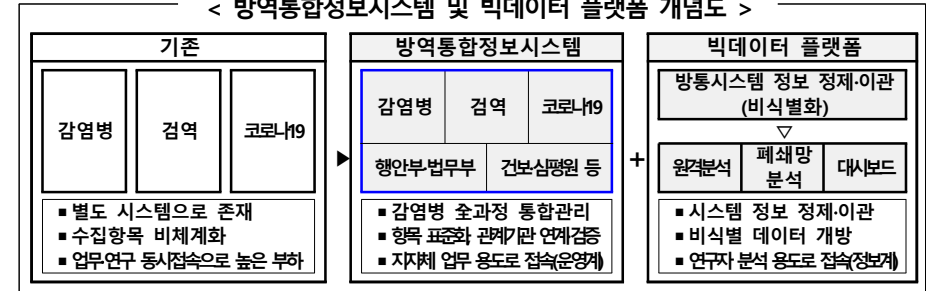 < 방역통합정보시스템 및 빅데이터 플랫폼 개념도 >
기존
감염병 검역 코로나19
■ 별도 시스템으로 존재
■ 수집항목 비체계화
■ 업무·연구 동시접속으로 높은 부하
▶
방역통합정보시스템
감염병 검역 코로나19
행안부·법무부 건보·심평원 등
■ 감염병 全과정 통합관리
■ 항목 표준화, 관계기관 연계·검증
■ 지자체 업무 용도로 접속(운영계)
+
빅데이터 플랫폼
방통시스템 정보 정제·이관
(비식별화)
▽
원격분석 폐쇄망 분석 대시보드
■ 시스템 정보 정제·이관
■ 비식별 데이터 개방
■ 연구자 분석 용도로 접속(정보계)